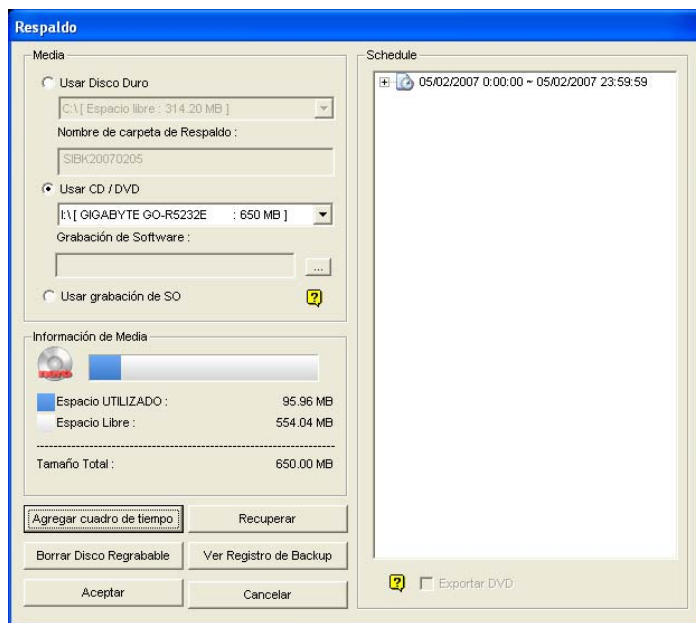 Respaldo
Media
Usar Disco Duro
C:\ [ Espacio libre : 314.20 MB ]
Nombre de carpeta de Respaldo :
SIBK20070205
Usar CD / DVD
I:\ [ GIGABYTE GO-R5232E : 650 MB ]
Grabación de Software :
...
Usar grabación de SO
Información de Media
Espacio UTILIZADO : 95.96 MB
Espacio Libre : 554.04 MB
Tamaño Total : 650.00 MB
Agregar cuadro de tiempo
Recuperar
Borrar Disco Regrabable
Ver Registro de Backup
Aceptar
Cancelar
Schedule
05/02/2007 0:00:00 ~ 05/02/2007 23:59:59
Exportar DVD